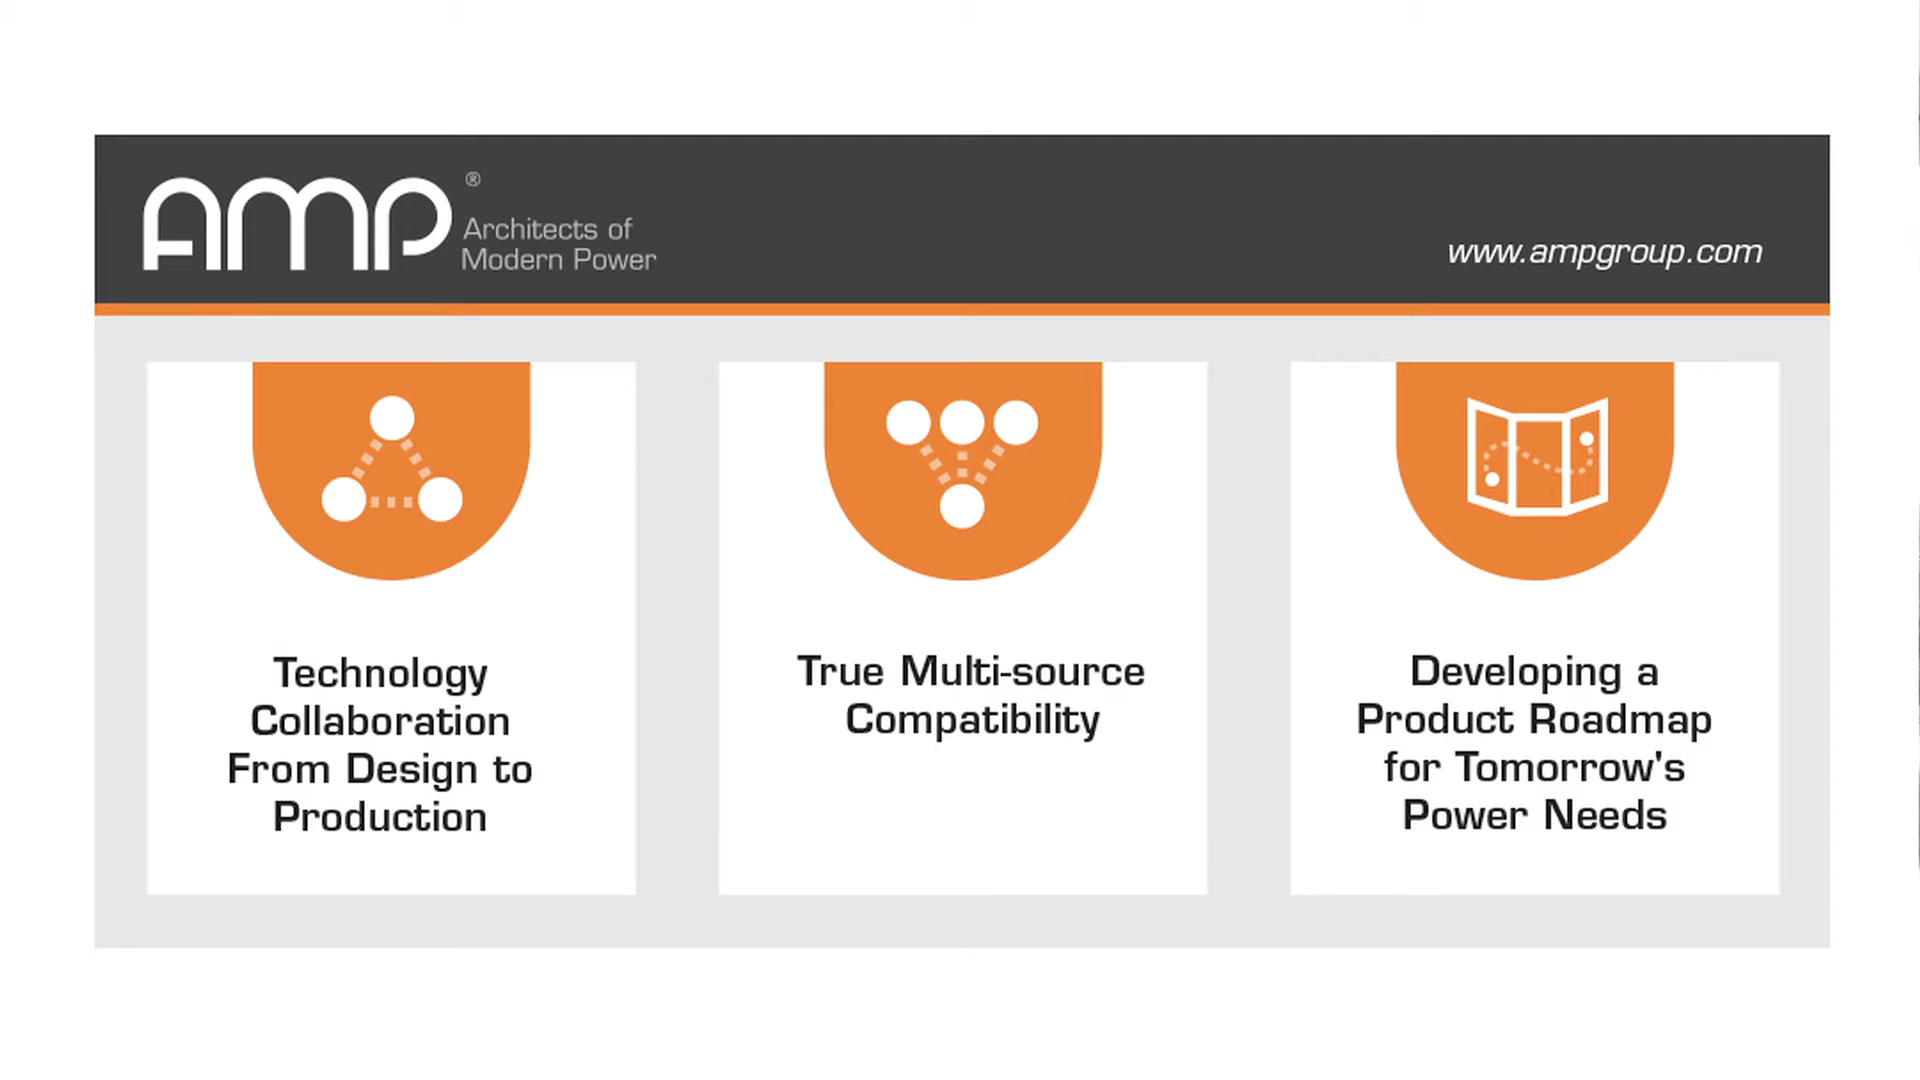 AMP®
Architects of
Modern Power
www.ampgroup.com
Technology
Collaboration
From Design to
Production
True Multi-source
Compatibility
Developing a
Product Roadmap
for Tomorrow's
Power Needs